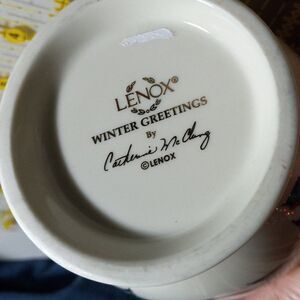 LENOX®
WINTER GREETINGS
By
Catherine McClung
©LENOX